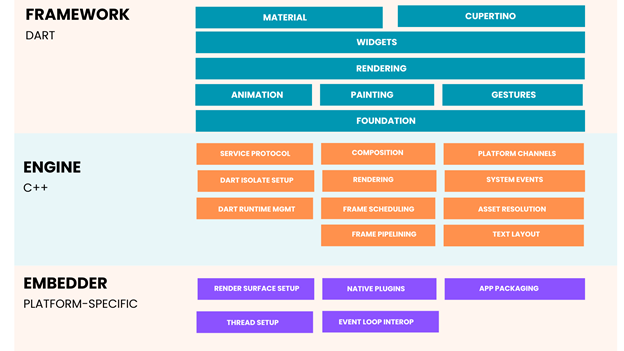 FRAMEWORK
DART
MATERIAL
CUPERTINO
WIDGETS
RENDERING
ANIMATION
PAINTING
GESTURES
FOUNDATION
ENGINE
C++
SERVICE PROTOCOL
COMPOSITION
PLATFORM CHANNELS
DART ISOLATE SETUP
RENDERING
SYSTEM EVENTS
DART RUNTIME MGMT
FRAME SCHEDULING
ASSET RESOLUTION
FRAME PIPELINING
TEXT LAYOUT
EMBEDDER
PLATFORM-SPECIFIC
RENDER SURFACE SETUP
NATIVE PLUGINS
APP PACKAGING
THREAD SETUP
EVENT LOOP INTEROP